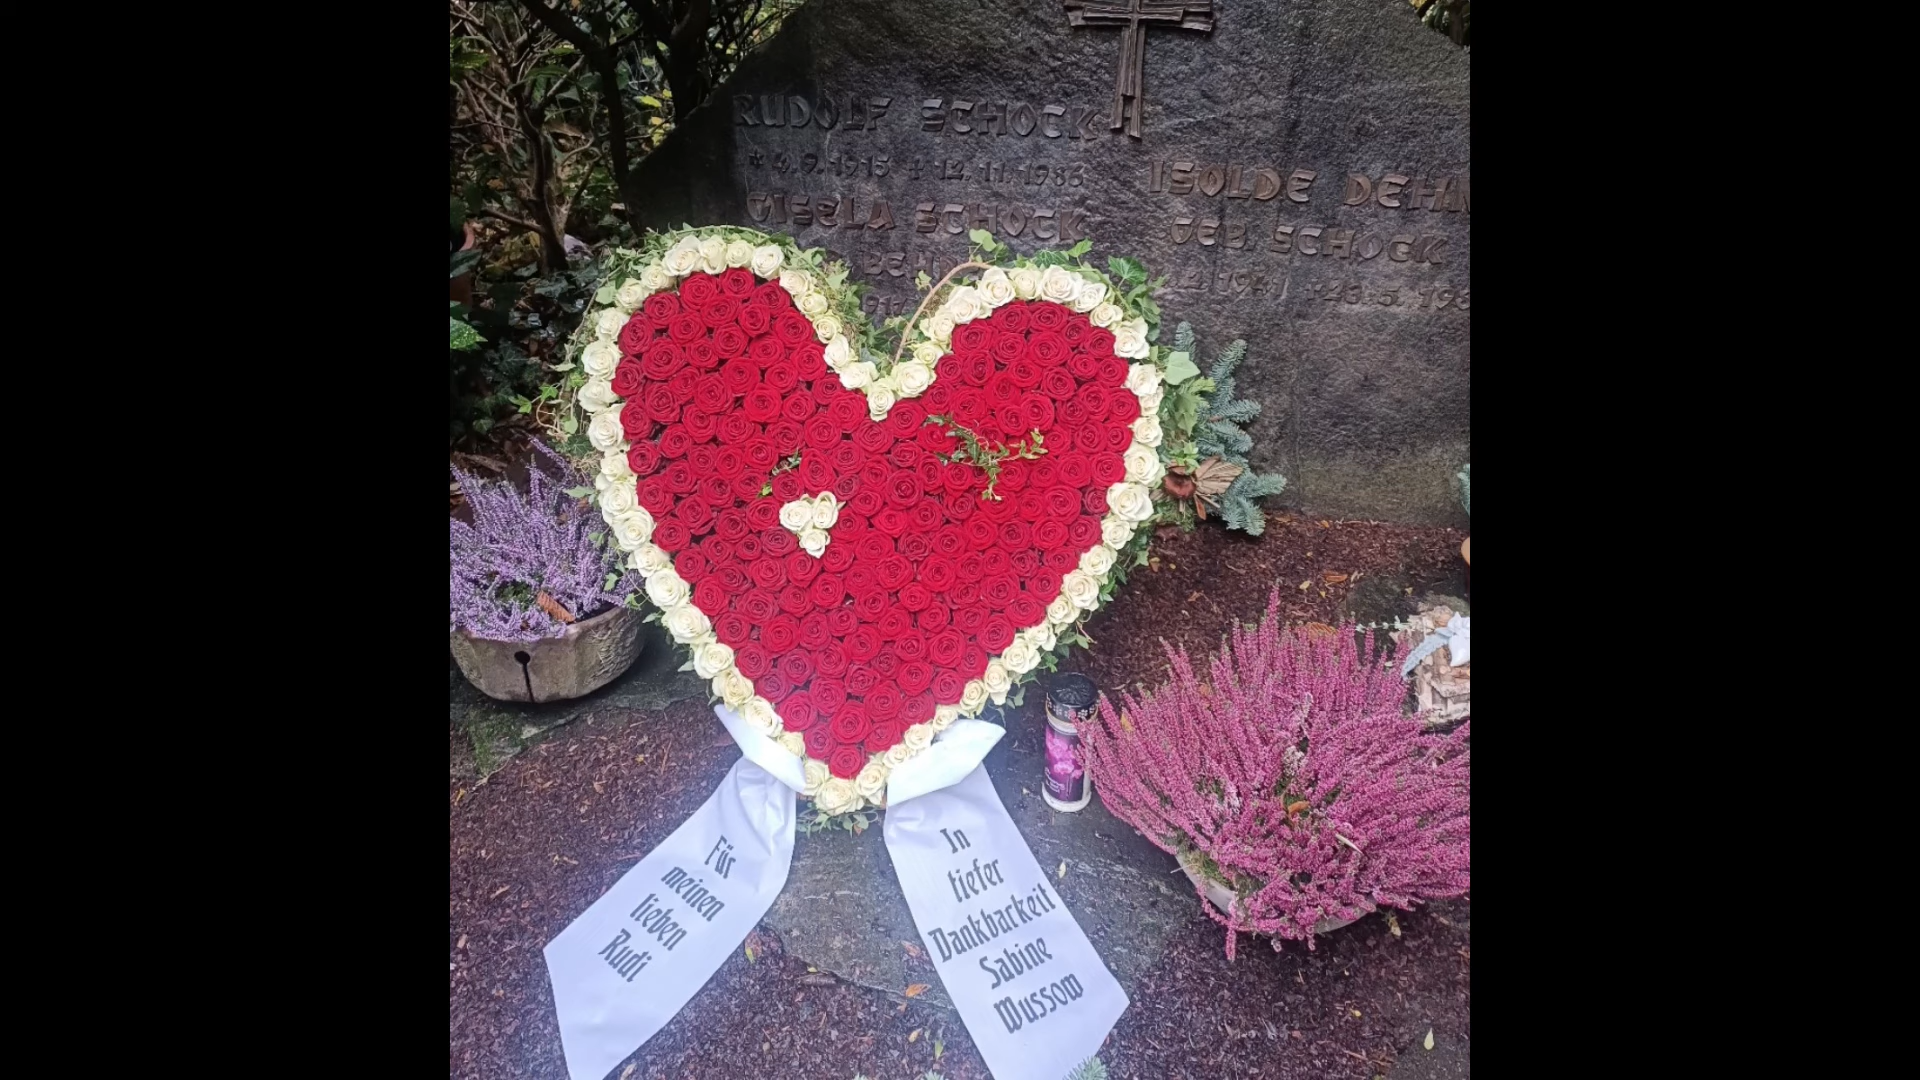 RUDOLF SCHOCK
* 4.9.1915 + 12.11.1986
GISELA SCHOCK
ISOLDE
GEB SCHOCK
Für
meinen
lieben
Rudi
In
tiefer
Dankbarkeit
Sabine
Wussow